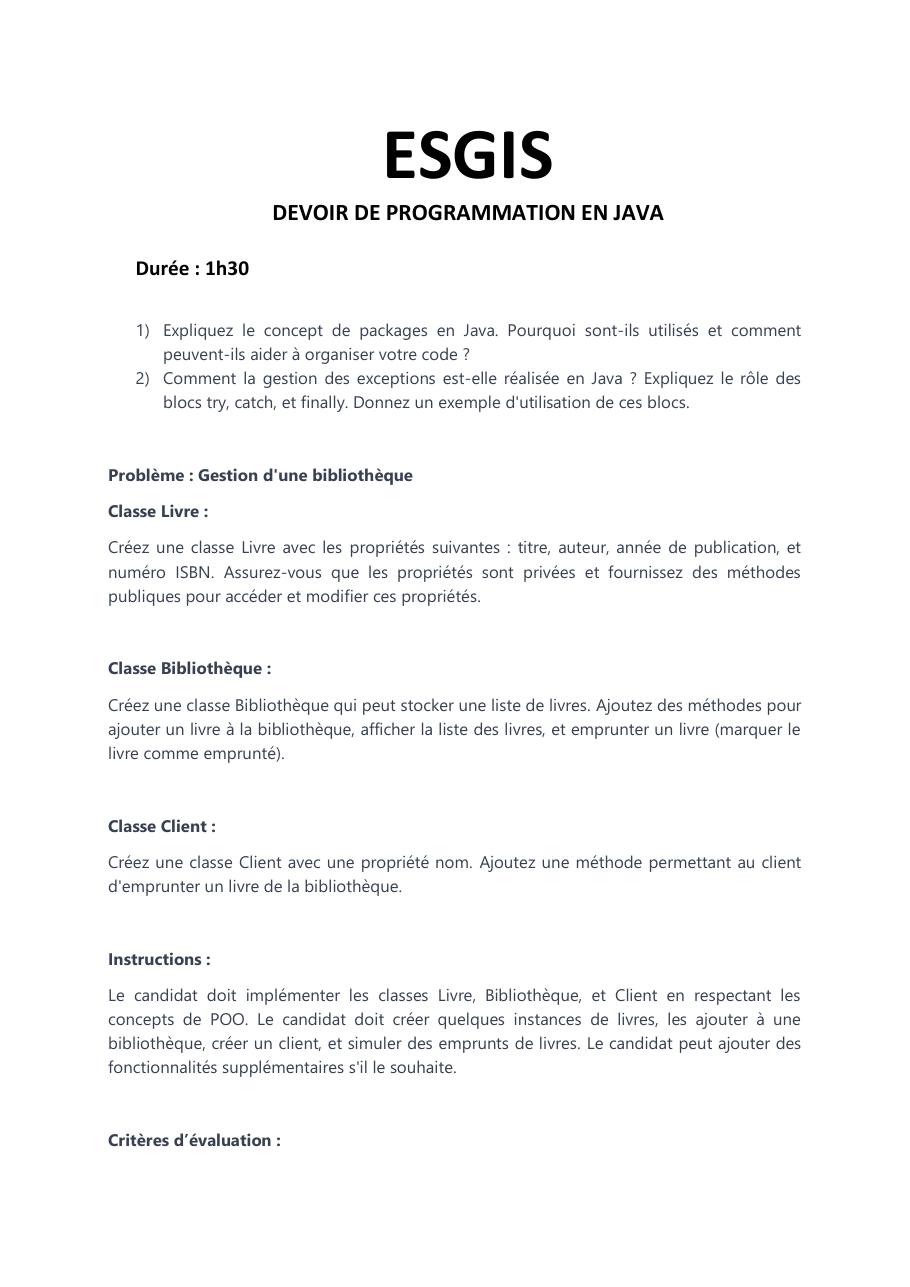 ESGIS
DEVOIR DE PROGRAMMATION EN JAVA
Durée : 1h30
1) Expliquez le concept de packages en Java. Pourquoi sont-ils utilisés et comment
peuvent-ils aider à organiser votre code ?
2) Comment la gestion des exceptions est-elle réalisée en Java ? Expliquez le rôle des
blocs try, catch, et finally. Donnez un exemple d'utilisation de ces blocs.
Problème : Gestion d'une bibliothèque
Classe Livre :
Créez une classe Livre avec les propriétés suivantes : titre, auteur, année de publication, et
numéro ISBN. Assurez-vous que les propriétés sont privées et fournissez des méthodes
publiques pour accéder et modifier ces propriétés.
Classe Bibliothèque :
Créez une classe Bibliothèque qui peut stocker une liste de livres. Ajoutez des méthodes pour
ajouter un livre à la bibliothèque, afficher la liste des livres, et emprunter un livre (marquer le
livre comme emprunté).
Classe Client :
Créez une classe Client avec une propriété nom. Ajoutez une méthode permettant au client
d'emprunter un livre de la bibliothèque.
Instructions :
Le candidat doit implémenter les classes Livre, Bibliothèque, et Client en respectant les
concepts de POO. Le candidat doit créer quelques instances de livres, les ajouter à une
bibliothèque, créer un client, et simuler des emprunts de livres. Le candidat peut ajouter des
fonctionnalités supplémentaires s'il le souhaite.
Critères d’évaluation :